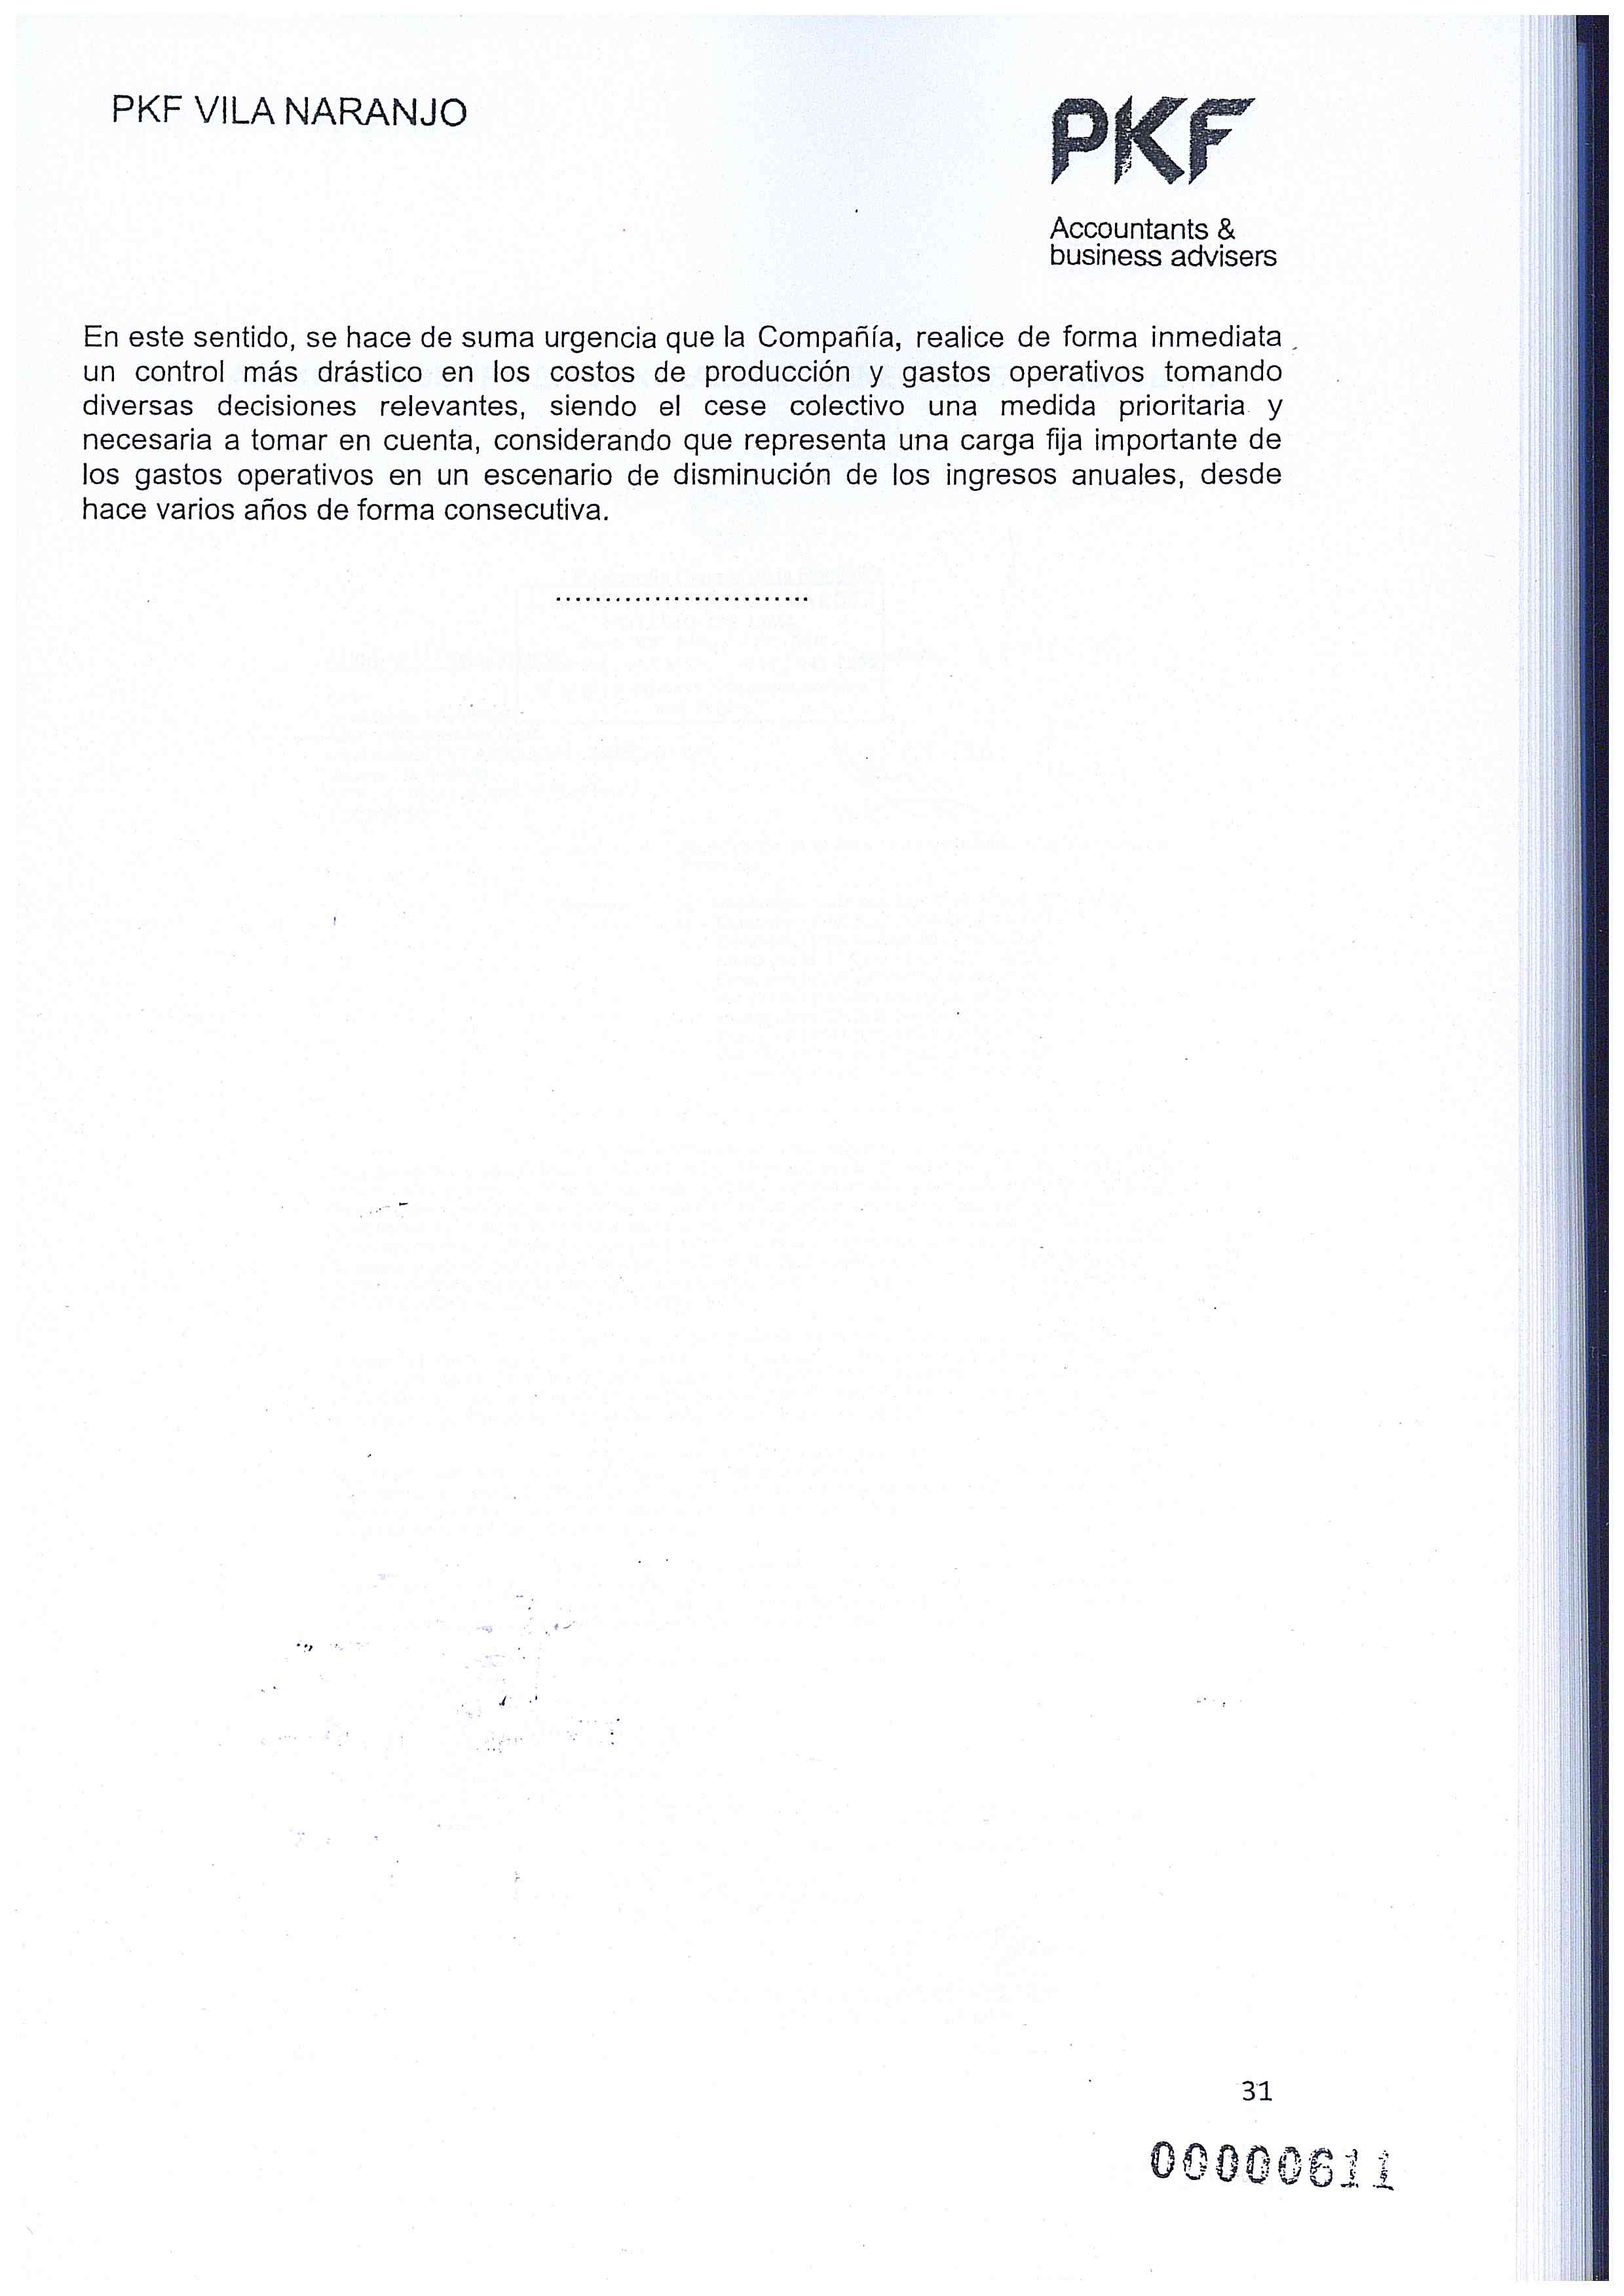 PKF VILA NARANJO
PKF
Accountants &
business advisers
En este sentido, se hace de suma urgencia que la Compañía, realice de forma inmediata
un control más drástico en los costos de producción y gastos operativos tomando
diversas decisiones relevantes, siendo el cese colectivo una medida prioritaria y
necesaria a tomar en cuenta, considerando que representa una carga fija importante de
los gastos operativos en un escenario de disminución de los ingresos anuales, desde
hace varios años de forma consecutiva.
..........................
31
00000611